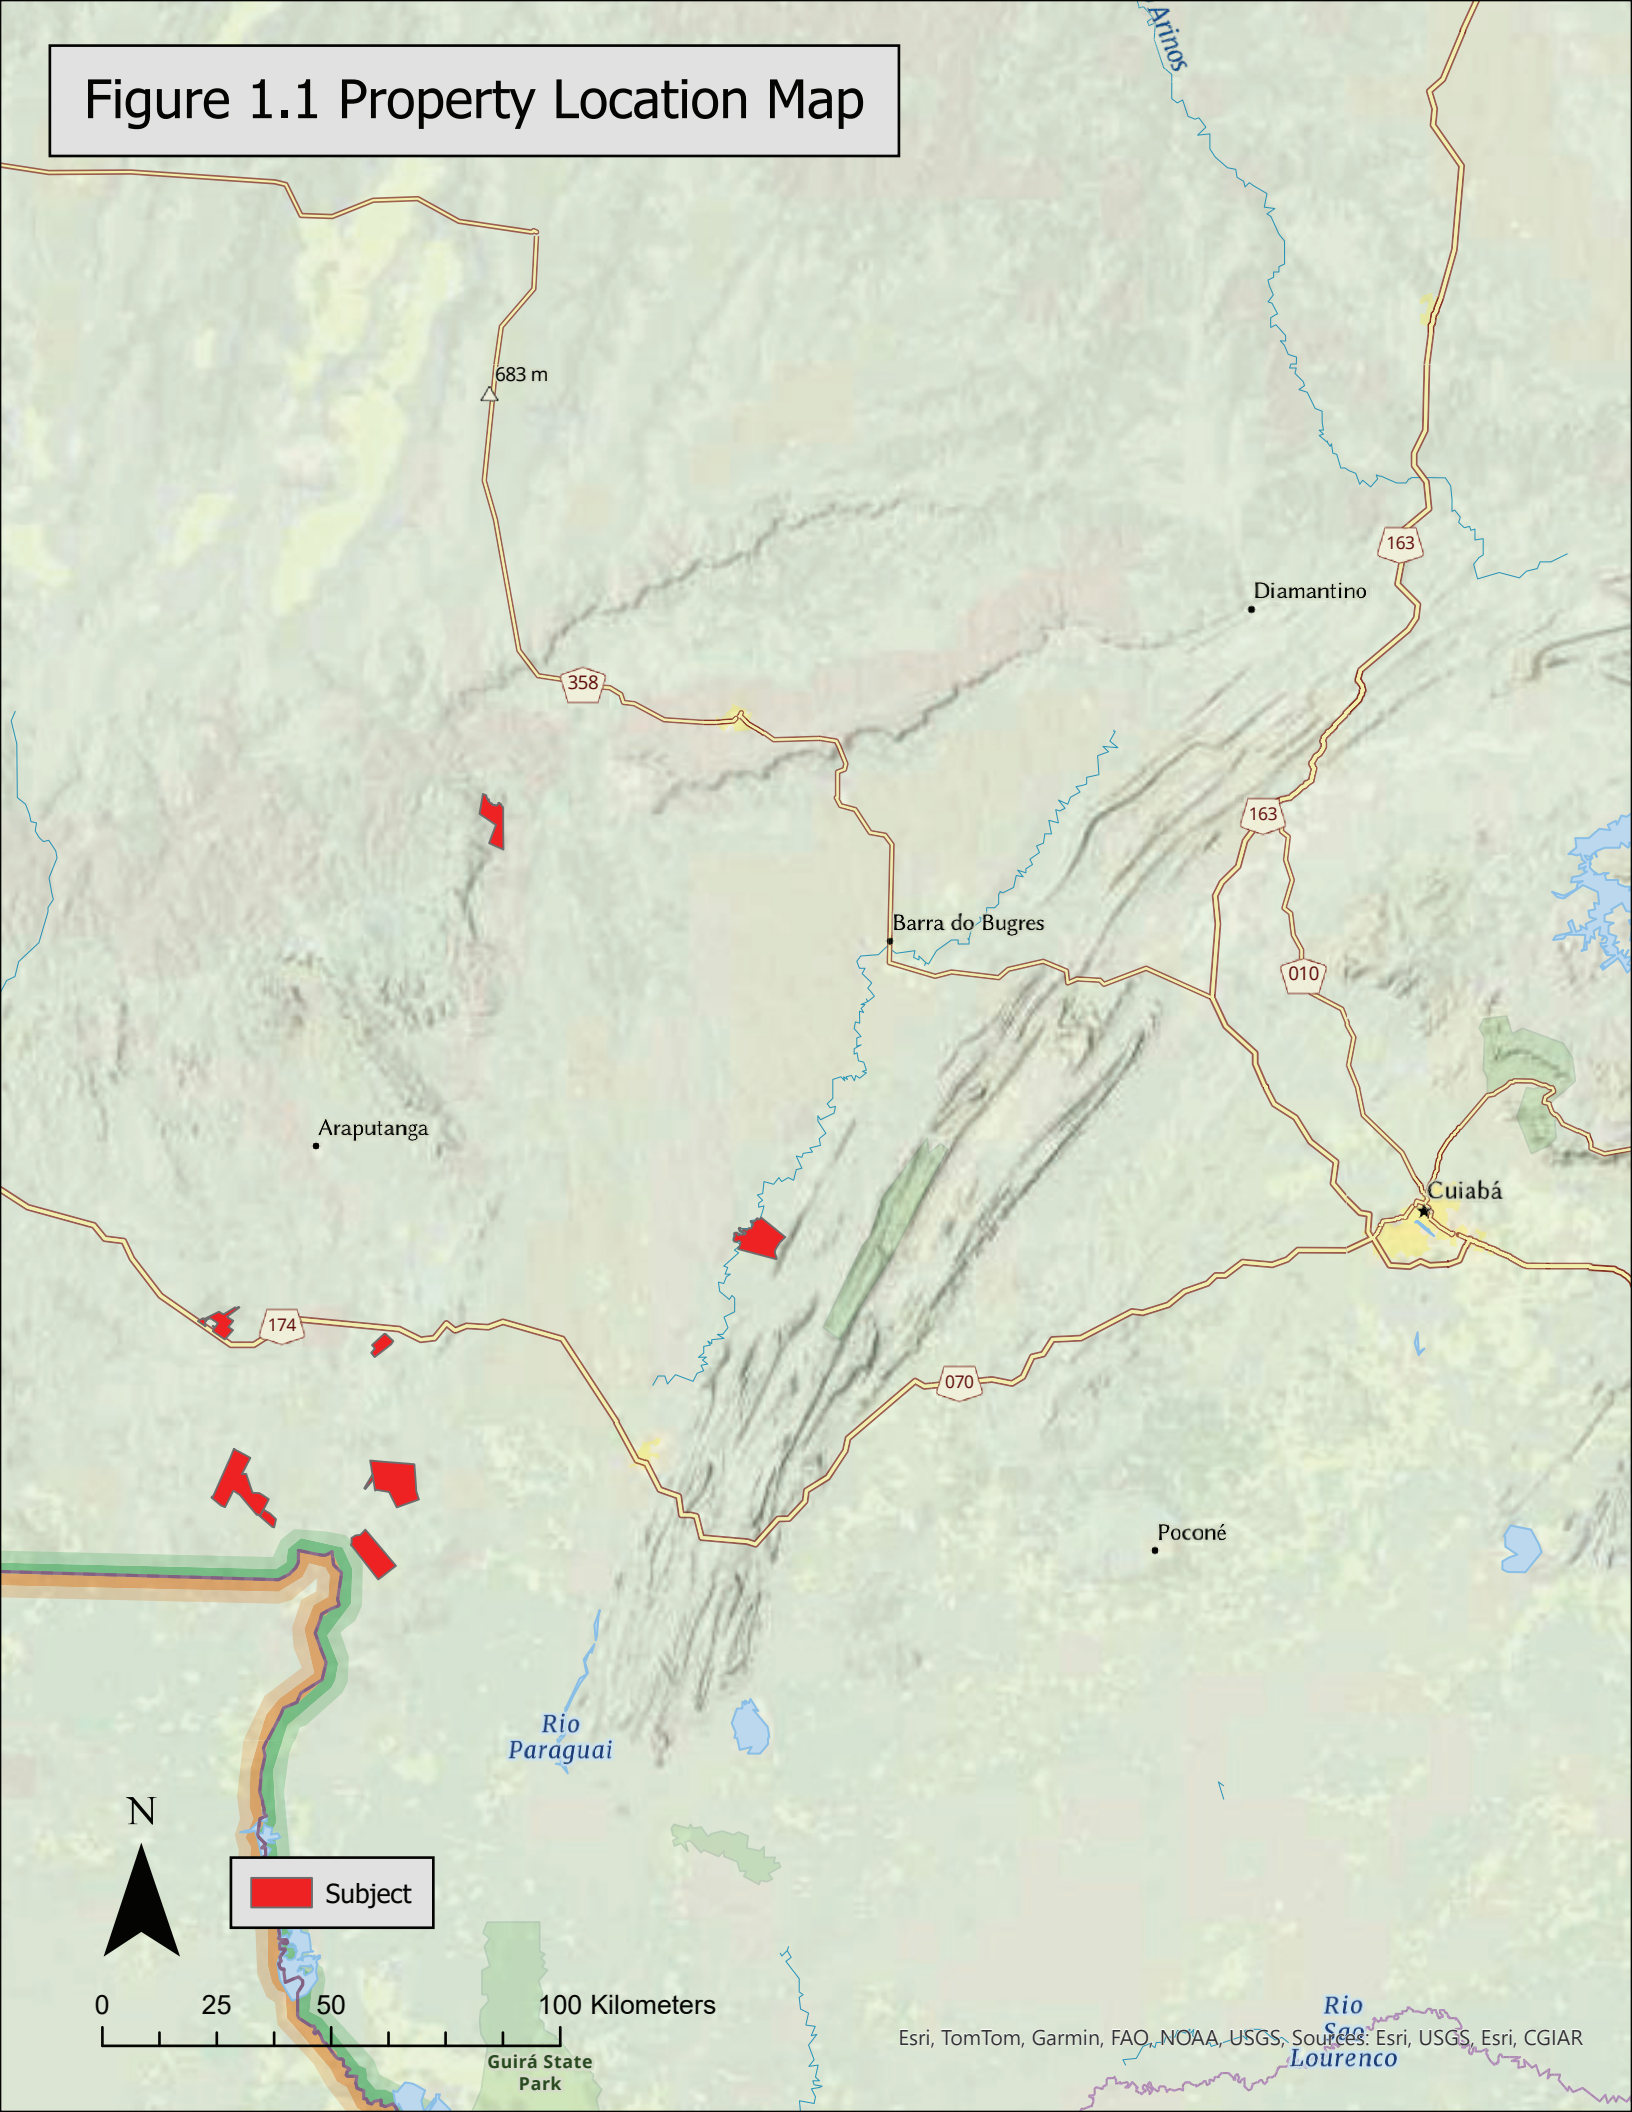 Arinos
Figure 1.1 Property Location Map
683 m
163
Diamantino
358
163
Barra do Bugres
010
Araputanga
Cuiabá
174
070
Poconé
Rio
Paraguai
N
Subject
0 25 50 100 Kilometers
Rio
Sao
Lourenco
Esri, TomTom, Garmin, FAO, NOAA, USGS, Sources: Esri, USGS, Esri, CGIAR
Guirá State
Park